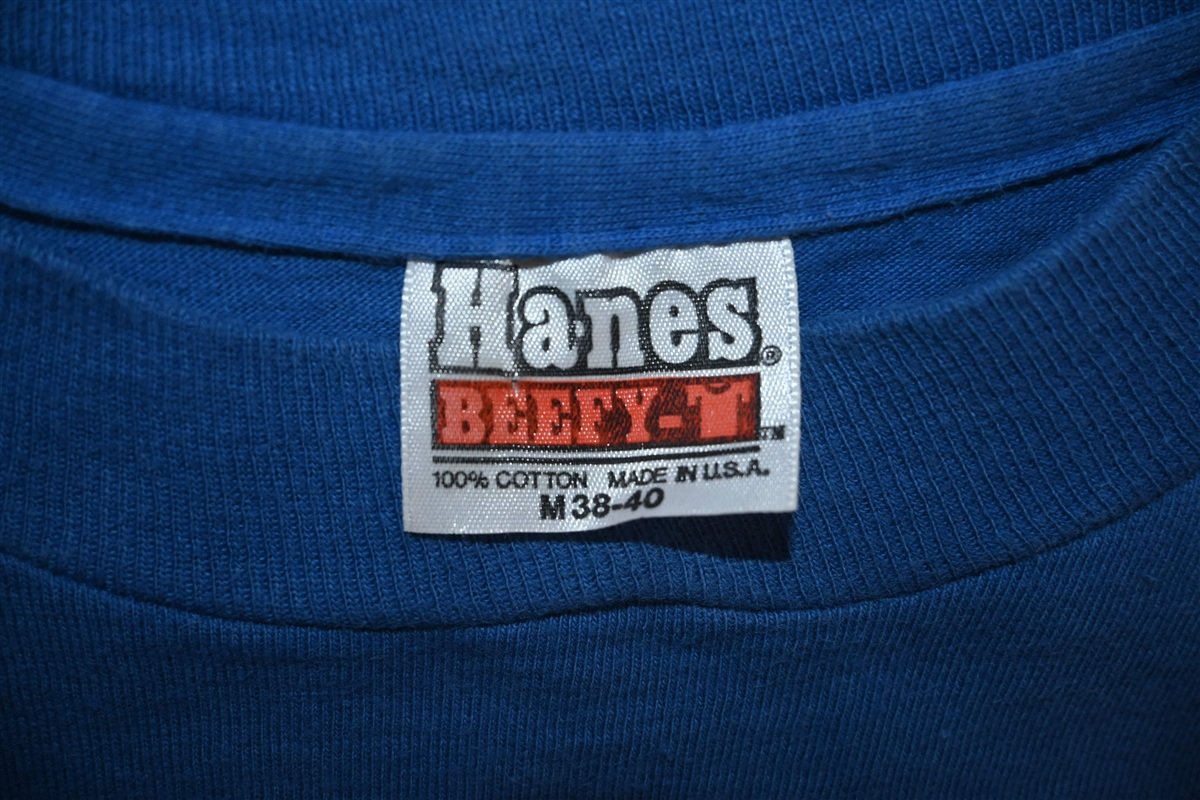 Hanes®
BEEFY-T™
100% COTTON MADE IN U.S.A.
M 38-40